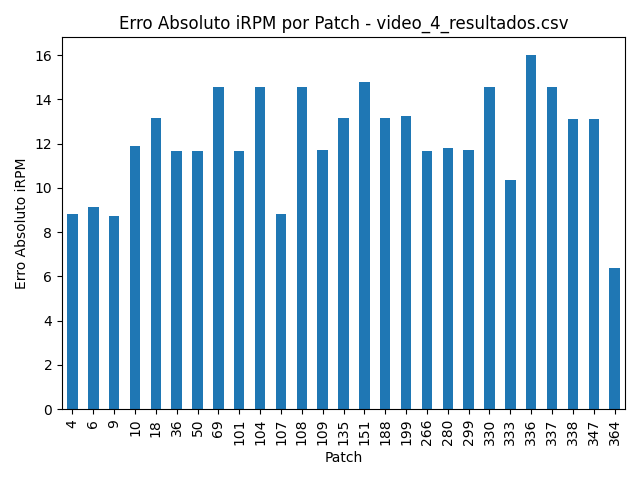 Erro Absoluto iRPM por Patch - video_4_resultados.csv
Erro Absoluto iRPM
16
14
12
10
8
6
4
2
0
4 6 9 10 18 36 50 69 101 104 107 108 109 135 151 188 199 266 280 299 330 333 336 337 338 347 364
Patch